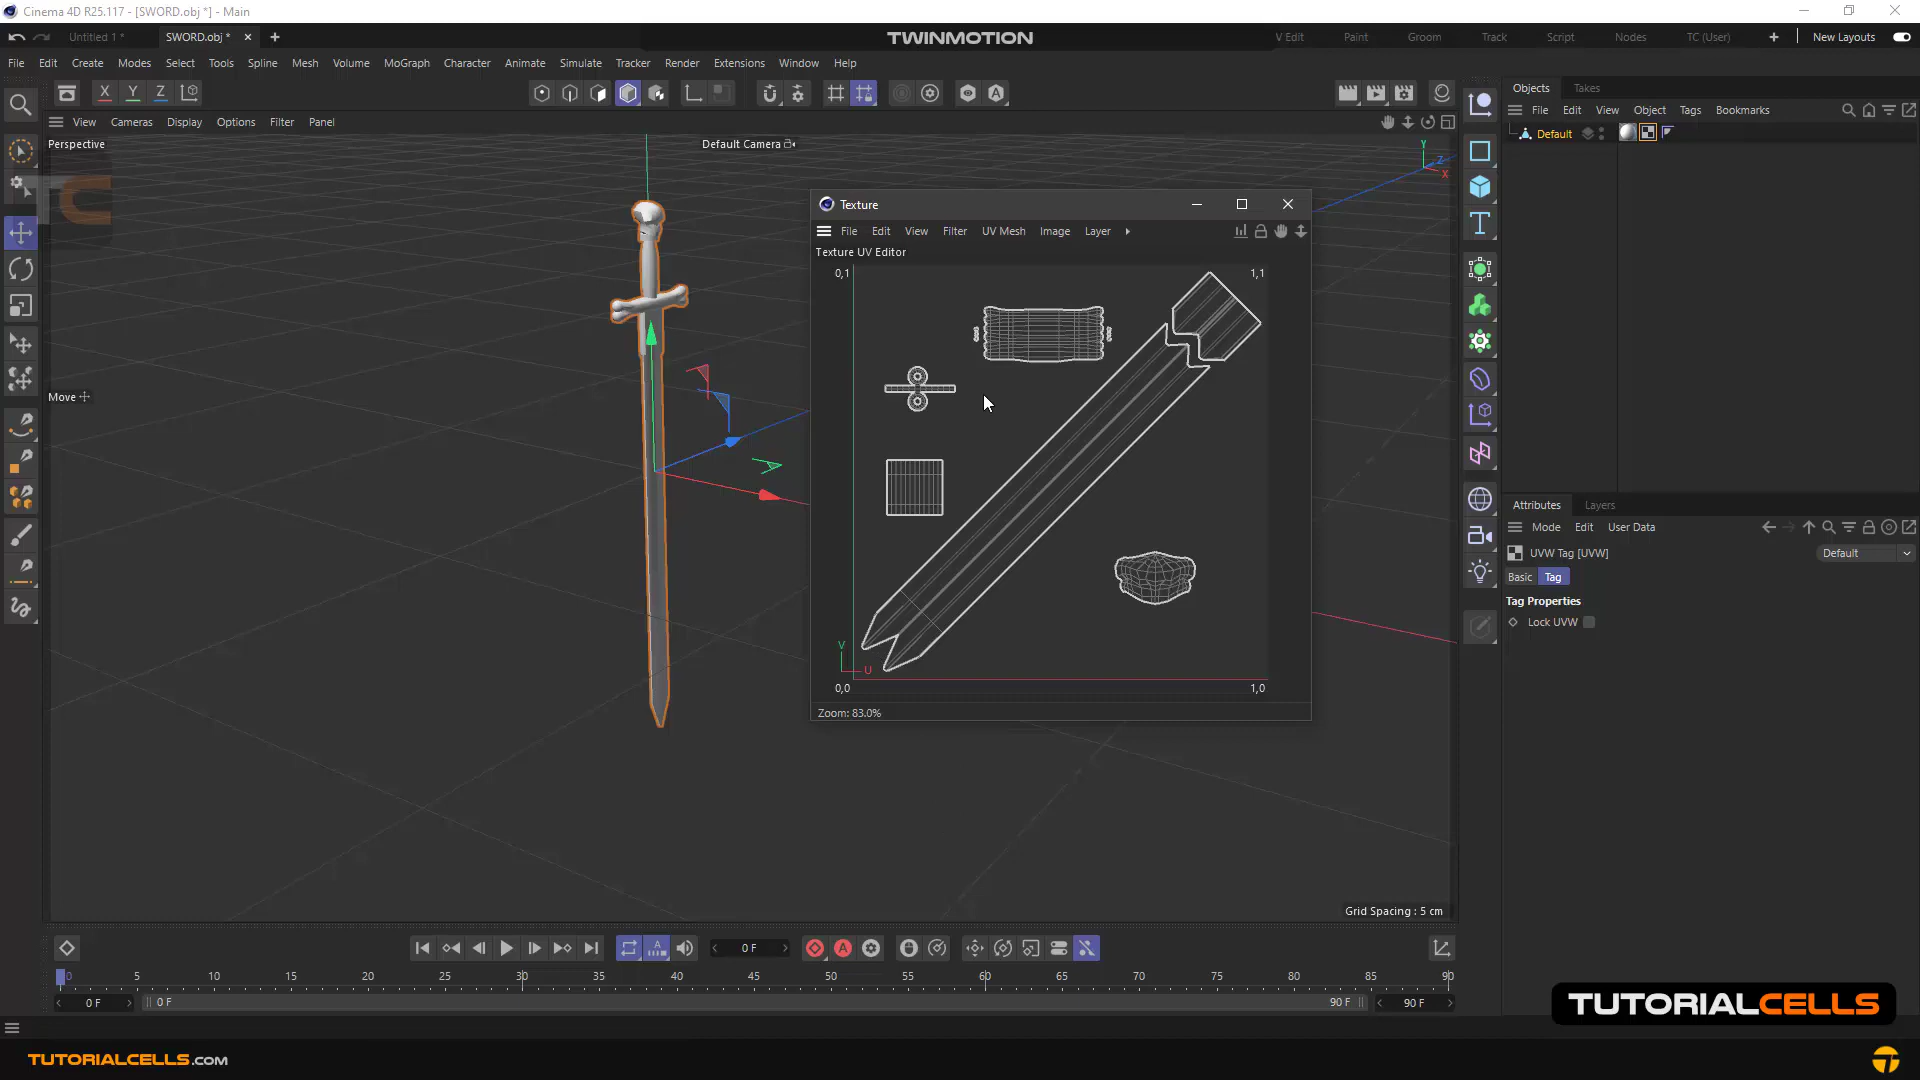 Cinema 4D R25.117 - [SWORD.obj *] - Main
Untitled 1 *
SWORD.obj *
TWINMOTION
V Edit
Paint
Groom
Track
Script
Nodes
TC (User)
New Layouts
File Edit Create Modes Select Tools Spline Mesh Volume MoGraph Character Animate Simulate Tracker Render Extensions Window Help
X Y Z
Objects
Takes
File Edit View Object Tags Bookmarks
View Cameras Display Options Filter Panel
Default
Perspective
Default Camera
Y
Z
X
TC
Texture
File Edit View Filter UV Mesh Image Layer
Texture UV Editor
0,1
1,1
Move
V
U
0,0
1,0
Zoom: 83.0%
Attributes
Layers
Mode Edit User Data
UVW Tag [UVW]
Default
Basic Tag
Tag Properties
Lock UVW
Grid Spacing : 5 cm
0 F
0 5 10 15 20 25 30 35 40 45 50 55 60 65 70 75 80 85 90
0 F
0 F
90 F
90 F
TUTORIALCELLS
TUTORIALCELLS.COM